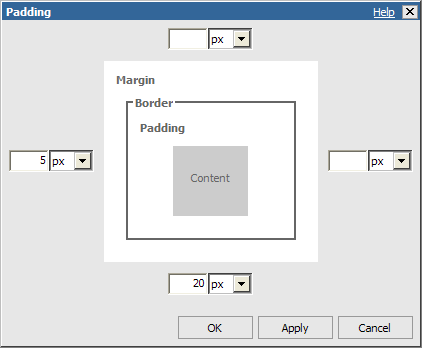 Padding Help
px
Margin
Border
Padding
5 px
Content
px
20 px
OK Apply Cancel